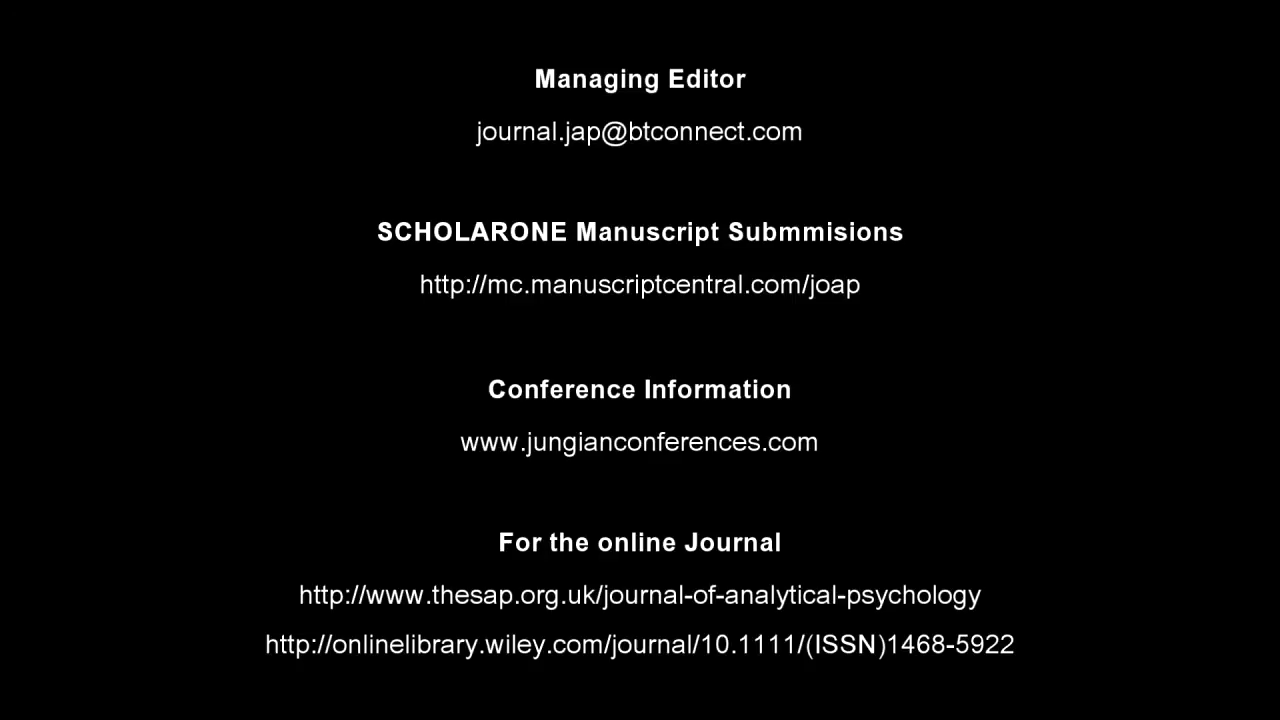 Managing Editor
journal.jap@btconnect.com
SCHOLARONE Manuscript Submmisions
http://mc.manuscriptcentral.com/joap
Conference Information
www.jungianconferences.com
For the online Journal
http://www.thesap.org.uk/journal-of-analytical-psychology
http://onlinelibrary.wiley.com/journal/10.1111/(ISSN)1468-5922